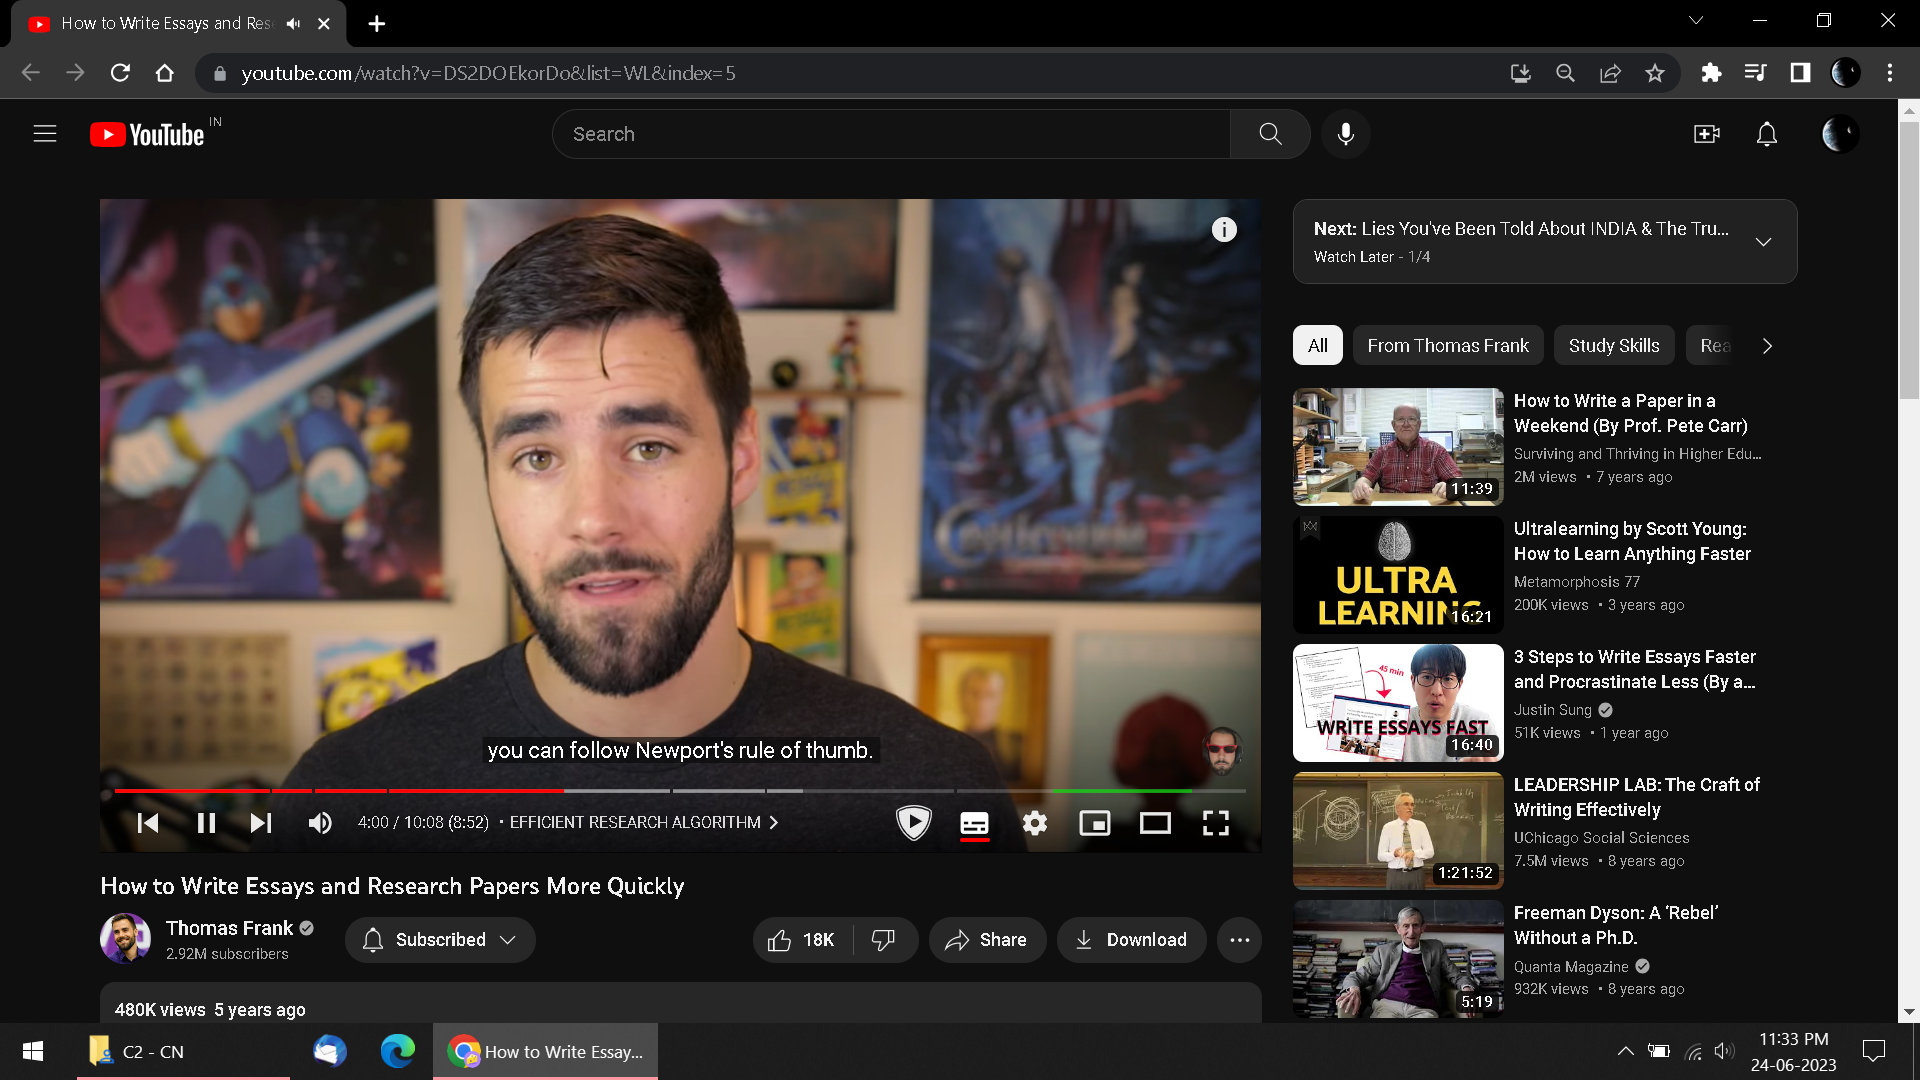 How to Write Essays and Res
youtube.com/watch?v=DS2DOEkorDo&list=WL&index=5
YouTube IN
Search
Next: Lies You've Been Told About INDIA & The Tru...
Watch Later - 1/4
All
From Thomas Frank
Study Skills
Rea
How to Write a Paper in a
Weekend (By Prof. Pete Carr)
Surviving and Thriving in Higher Edu...
2M views • 7 years ago
11:39
Ultralearning by Scott Young:
How to Learn Anything Faster
Metamorphosis 77
200K views • 3 years ago
ULTRA
LEARNING
16:21
3 Steps to Write Essays Faster
and Procrastinate Less (By a...
Justin Sung
51K views • 1 year ago
45 min
WRITE ESSAYS FAST
16:40
LEADERSHIP LAB: The Craft of
Writing Effectively
UChicago Social Sciences
7.5M views • 8 years ago
1:21:52
Freeman Dyson: A ‘Rebel’
Without a Ph.D.
Quanta Magazine
932K views • 8 years ago
5:19
you can follow Newport's rule of thumb.
4:00 / 10:08 (8:52) • EFFICIENT RESEARCH ALGORITHM
How to Write Essays and Research Papers More Quickly
Thomas Frank
2.92M subscribers
Subscribed
18K
Share
Download
480K views 5 years ago
C2 - CN
How to Write Essay...
11:33 PM
24-06-2023